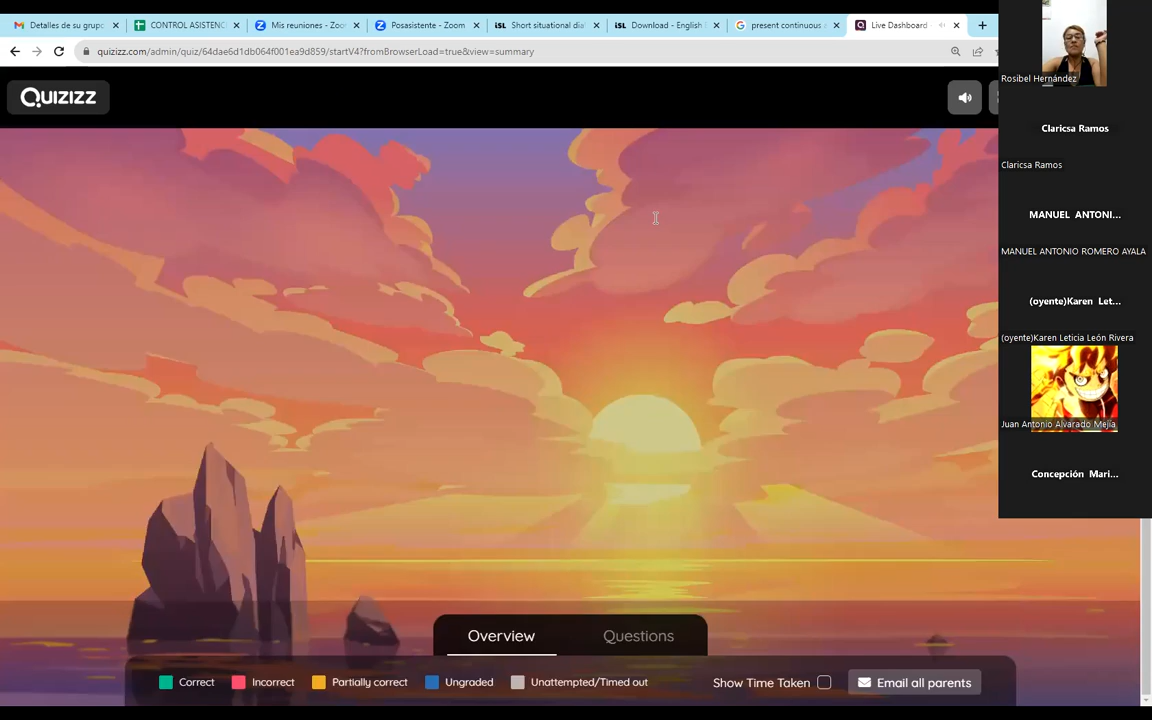 Detalles de su grupo
CONTROL ASISTENC
Mis reuniones - Zoo
Posasistente - Zoom
iSL
Short situational dia
iSL
Download - English
present continuous
Live Dashboard
quizizz.com/admin/quiz/64dae6d1db064f001ea9d859/startV4?fromBrowserLoad=true&view=summary
QUIZIZZ
Rosibel Hernández
Claricsa Ramos
Claricsa Ramos
MANUEL ANTONI...
MANUEL ANTONIO ROMERO AYALA
(oyente)Karen Let...
(oyente)Karen Leticia León Rivera
Juan Antonio Alvarado Mejía
Concepción Mari...
Overview
Questions
Correct
Incorrect
Partially correct
Ungraded
Unattempted/Timed out
Show Time Taken
Email all parents